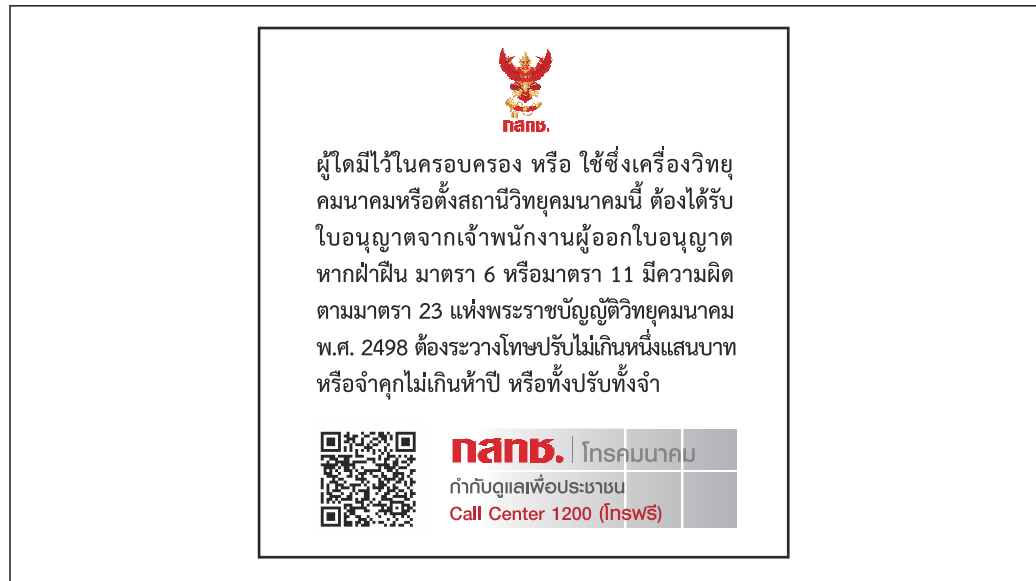 กสทช.
ผู้ใดมีไว้ในครอบครอง หรือ ใช้ซึ่งเครื่องวิทยุ
คมนาคมหรือตั้งสถานีวิทยุคมนาคมนี้ ต้องได้รับ
ใบอนุญาตจากเจ้าพนักงานผู้ออกใบอนุญาต
หากฝ่าฝืน มาตรา 6 หรือมาตรา 11 มีความผิด
ตามมาตรา 23 แห่งพระราชบัญญัติวิทยุคมนาคม
พ.ศ. 2498 ต้องระวางโทษปรับไม่เกินหนึ่งแสนบาท
หรือจำคุกไม่เกินห้าปี หรือทั้งปรับทั้งจำ
กสทช. โทรคมนาคม
กำกับดูแลเพื่อประชาชน
Call Center 1200 (โทรฟรี)